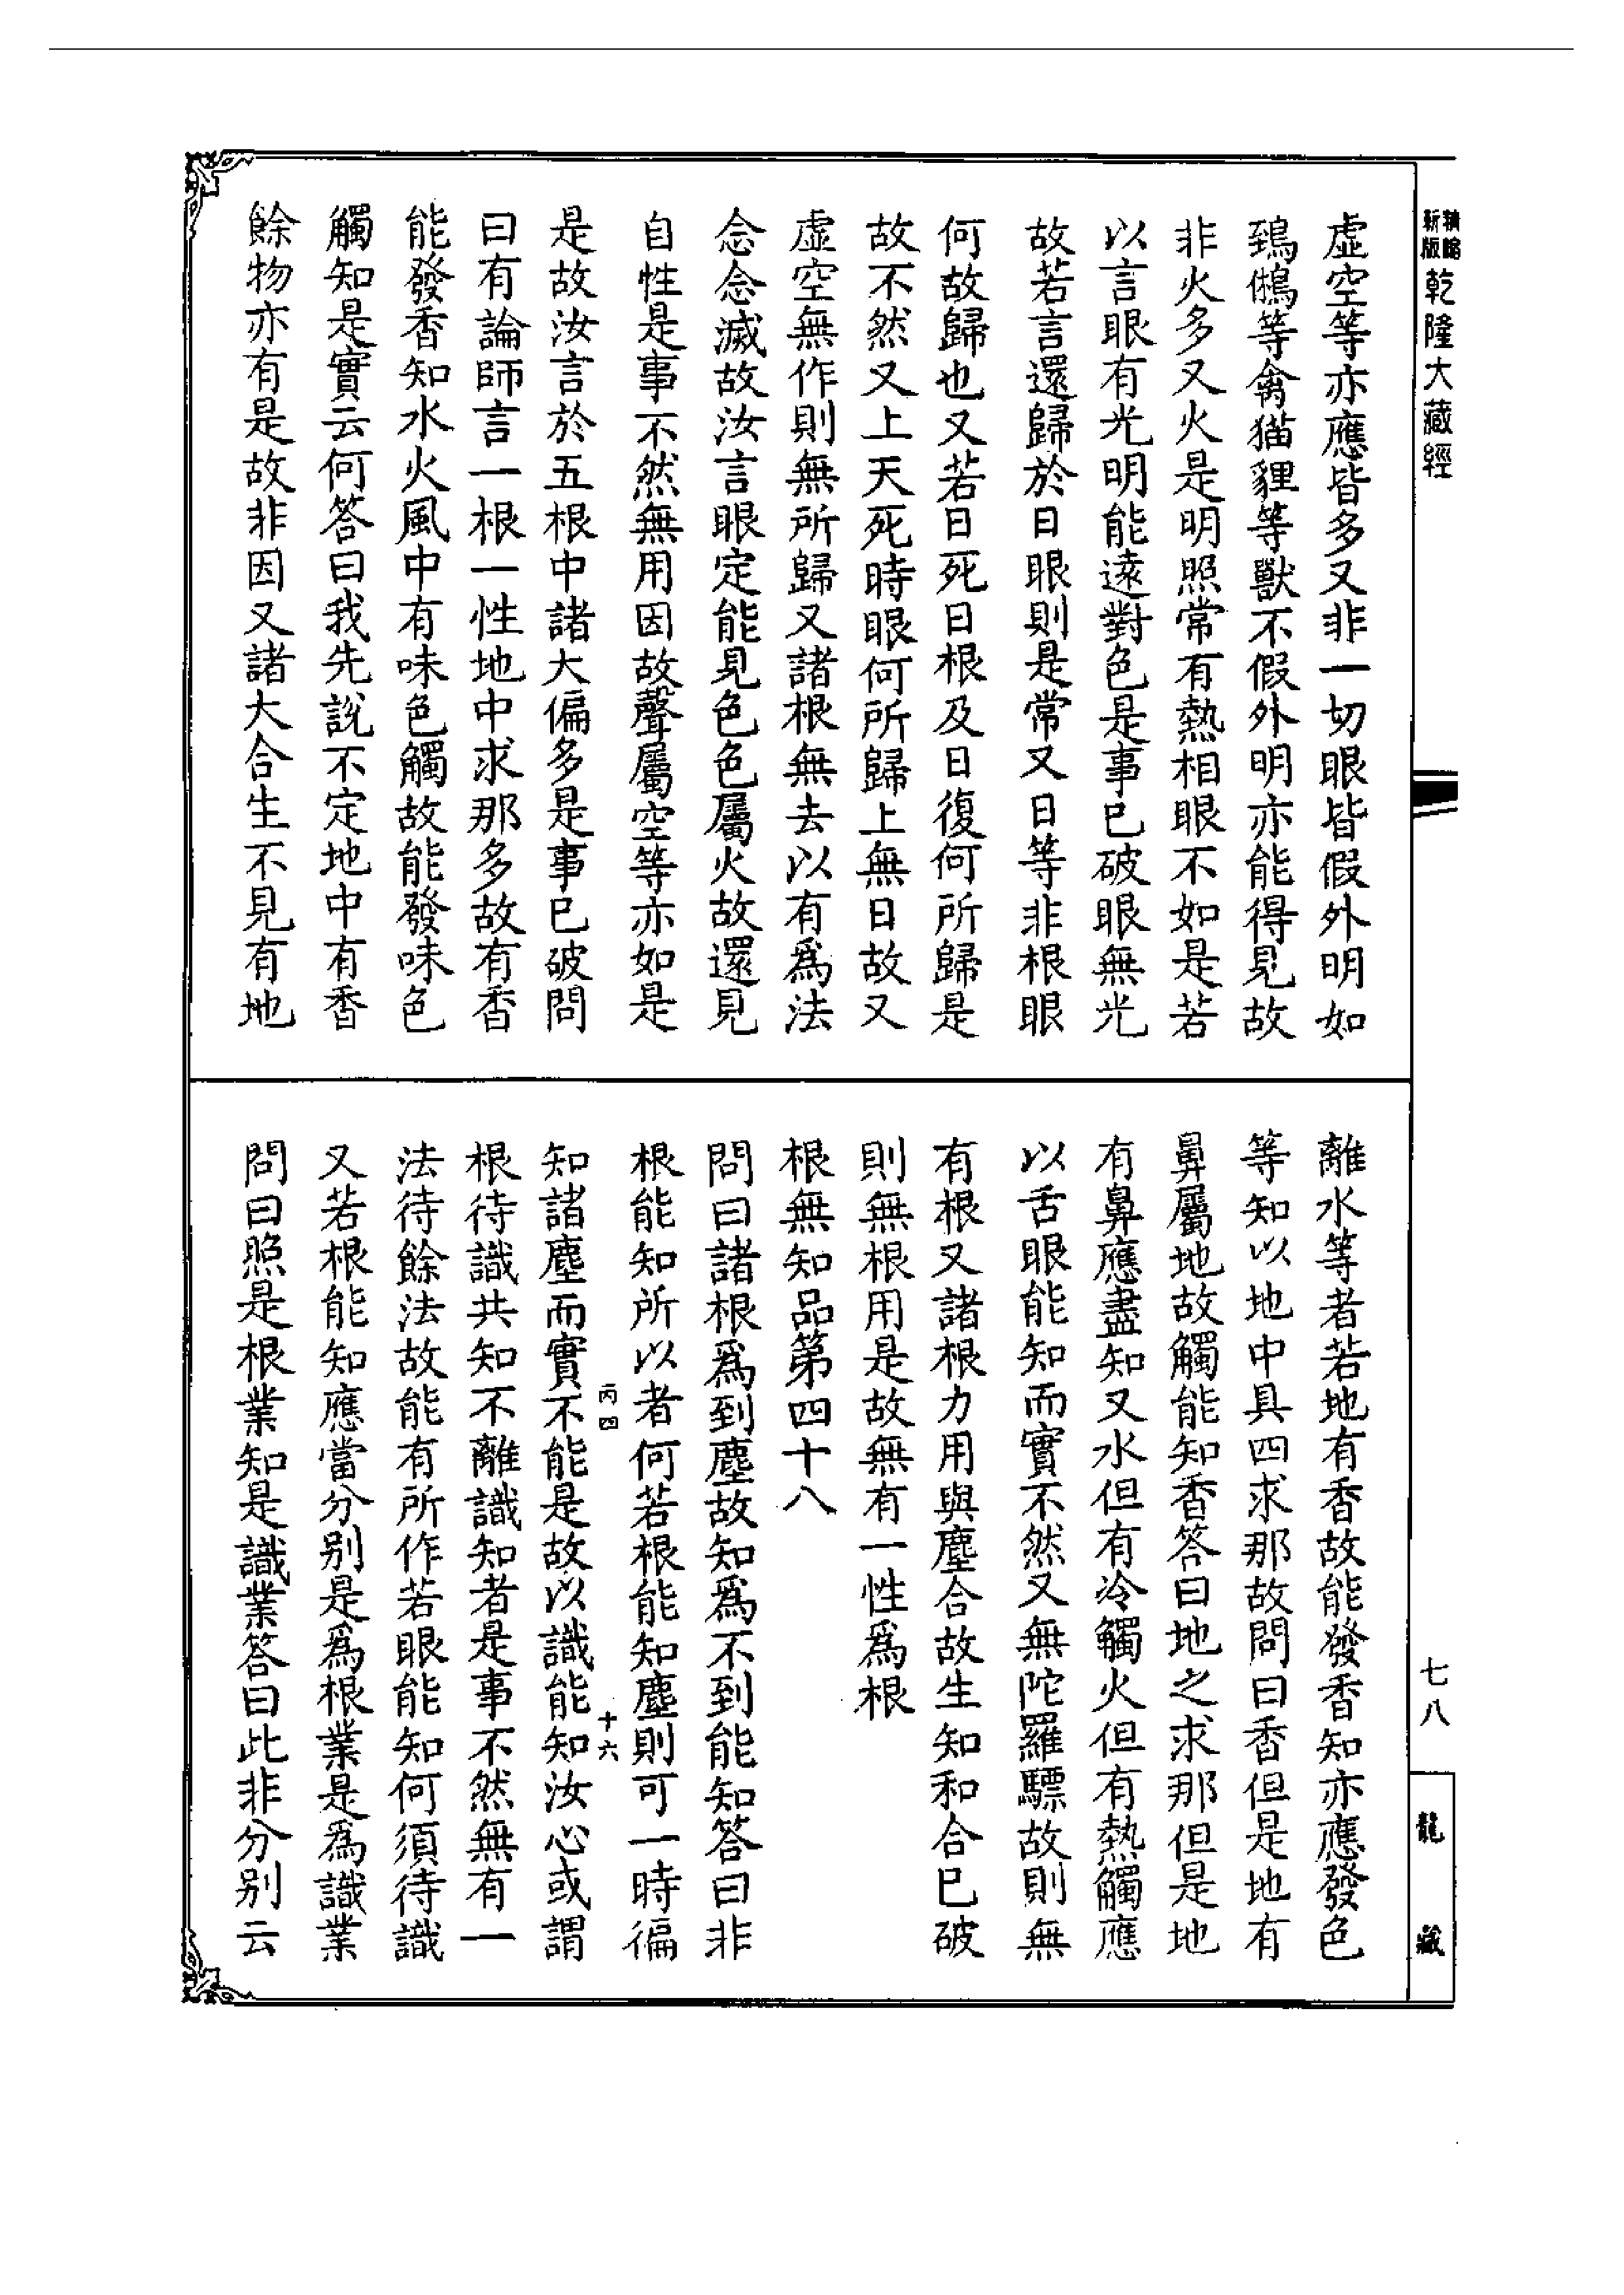 精縮
新版
乾隆大藏經
虛空等亦應皆多又非一切眼皆假外明如
鵄鵂等禽猫貍等獸不假外明亦能得見故
非火多又火是明照常有熱相眼不如是若
以言眼有光明能遠對色是事已破眼無光
故若言還歸於日眼則是常又日等非根眼
何故歸也又若日死日根及日復何所歸是
故不然又上天死時眼何所歸上無日故又
虛空無作則無所歸又諸根無去以有爲法
念念滅故汝言眼定能見色色屬火故還見
自性是事不然無用因故聲屬空等亦如是
是故汝言於五根中諸大偏多是事已破問
曰有論師言一根一性地中求那多故有香
能發香知水火風中有味色觸故能發味色
觸知是實云何答曰我先說不定地中有香
餘物亦有是故非因又諸大合生不見有地
離水等者若地有香故能發香知亦應發色
等知以地中具四求那故問曰香但是地有
鼻屬地故觸能知香答曰地之求那但是地
有鼻應盡知又水但有冷觸火但有熱觸應
以舌眼能知而實不然又無陀羅驃故則無
有根又諸根力用與塵合故生知和合已破
則無根用是故無有一性爲根
根無知品第四十八
問曰諸根爲到塵故知爲不到能知答曰非
根能知所以者何若根能知塵則可一時徧
知諸塵而實不能是故以識能知汝心或謂
根待識共知不離識知者是事不然無有一
法待餘法故能有所作若眼能知何須待識
又若根能知應當分別是爲根業是爲識業
問曰照是根業知是識業答曰此非分別云
丙四
十六
七八
龍藏